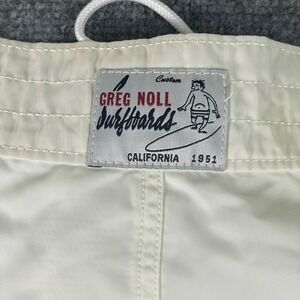 Custom
GREG NOLL
Surfboards
CALIFORNIA 1951